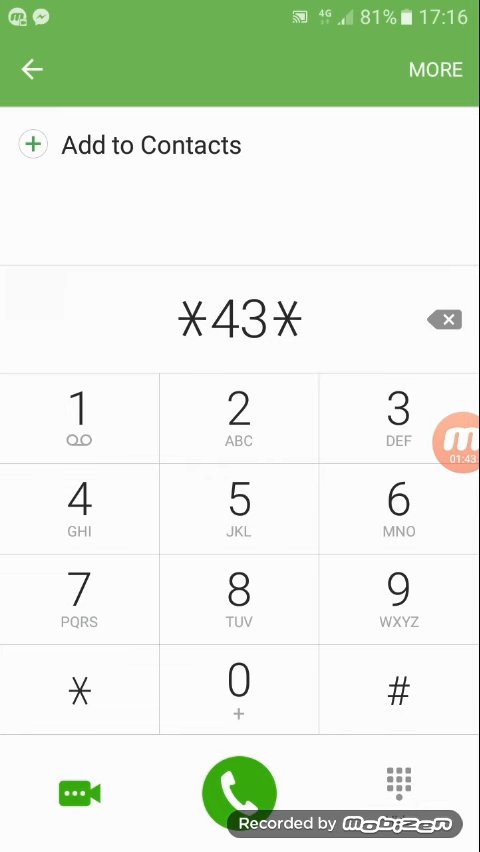 4G 81% 17:16
MORE
+ Add to Contacts
*43*
1 2 3
ABC DEF
01:43
4 5 6
GHI JKL MNO
7 8 9
PQRS TUV WXYZ
* 0 #
+
Recorded by mobizen